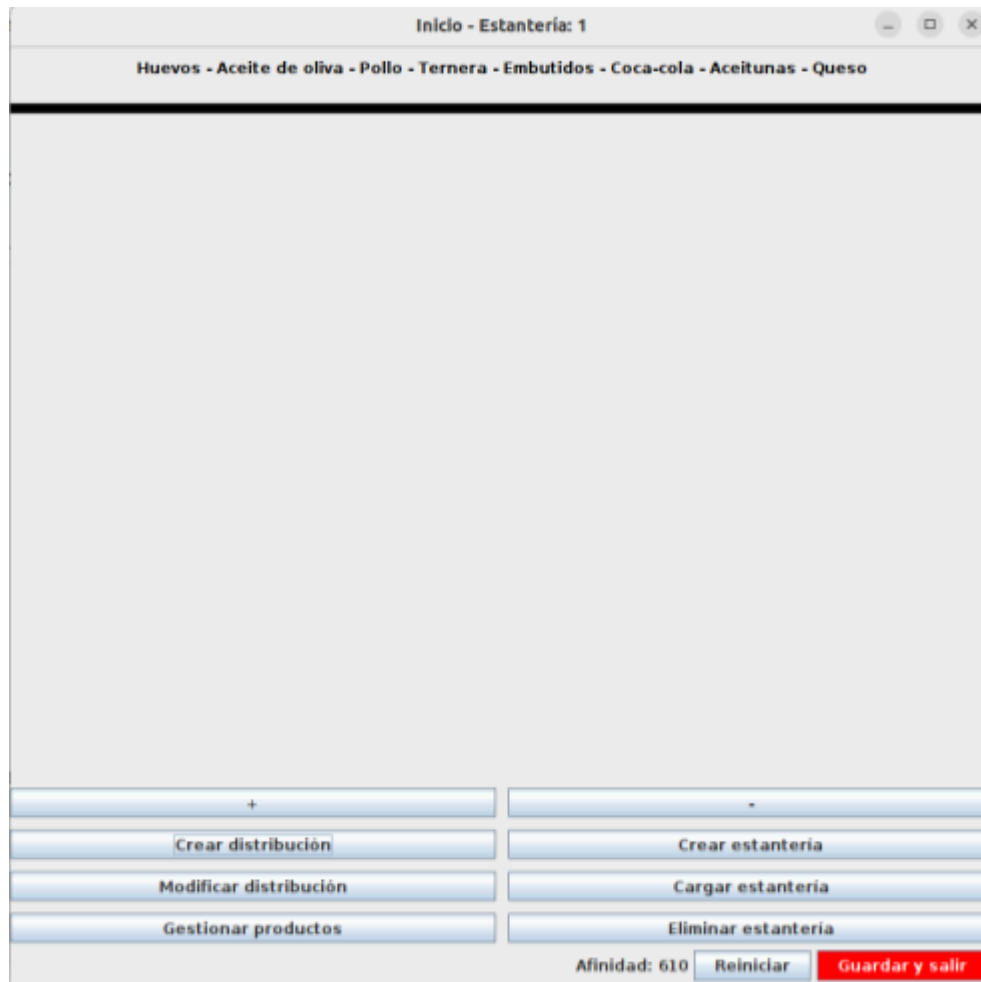 Inicio - Estantería: 1
Huevos - Aceite de oliva - Pollo - Ternera - Embutidos - Coca-cola - Aceitunas - Queso
+ -
Crear distribución Crear estantería
Modificar distribución Cargar estantería
Gestionar productos Eliminar estantería
Afinidad: 610 Reiniciar Guardar y salir